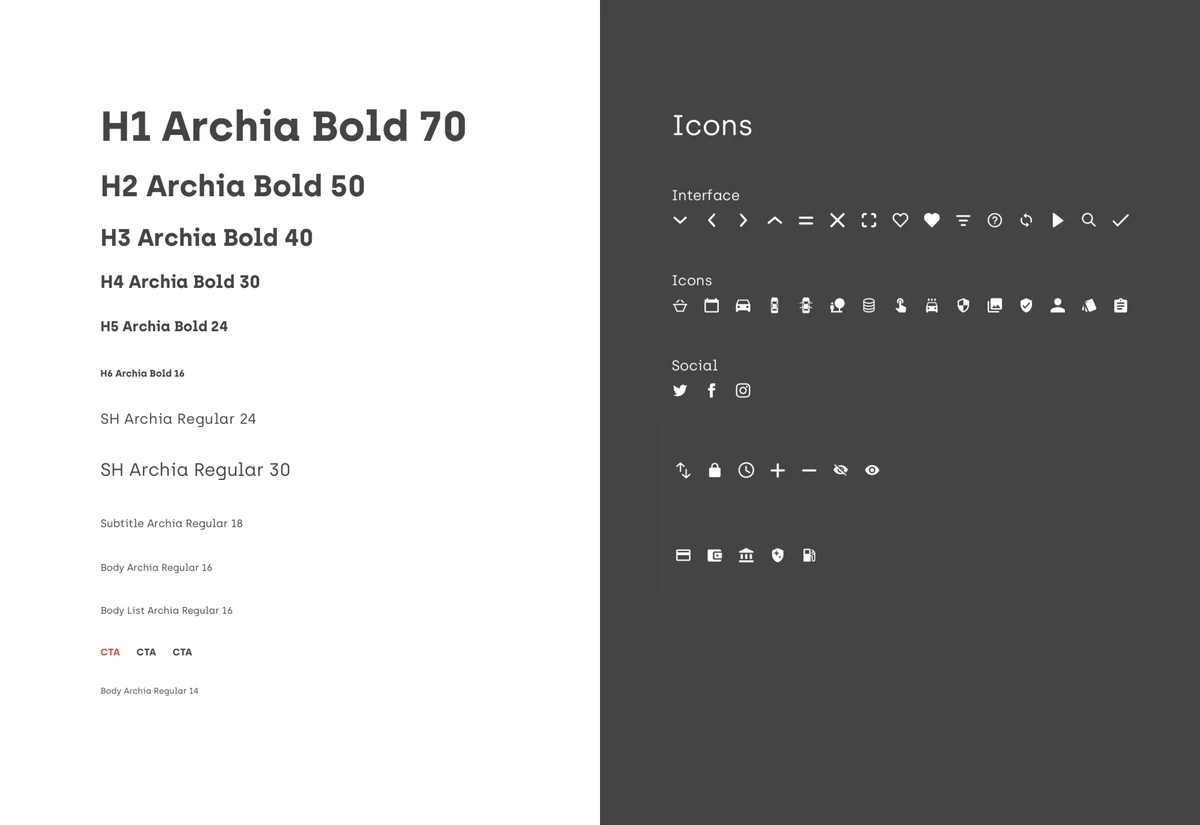 H1 Archia Bold 70
H2 Archia Bold 50
H3 Archia Bold 40
H4 Archia Bold 30
H5 Archia Bold 24
H6 Archia Bold 16
SH Archia Regular 24
SH Archia Regular 30
Subtitle Archia Regular 18
Body Archia Regular 16
Body List Archia Regular 16
CTA CTA CTA
Body Archia Regular 14
Icons
Interface
Icons
Social